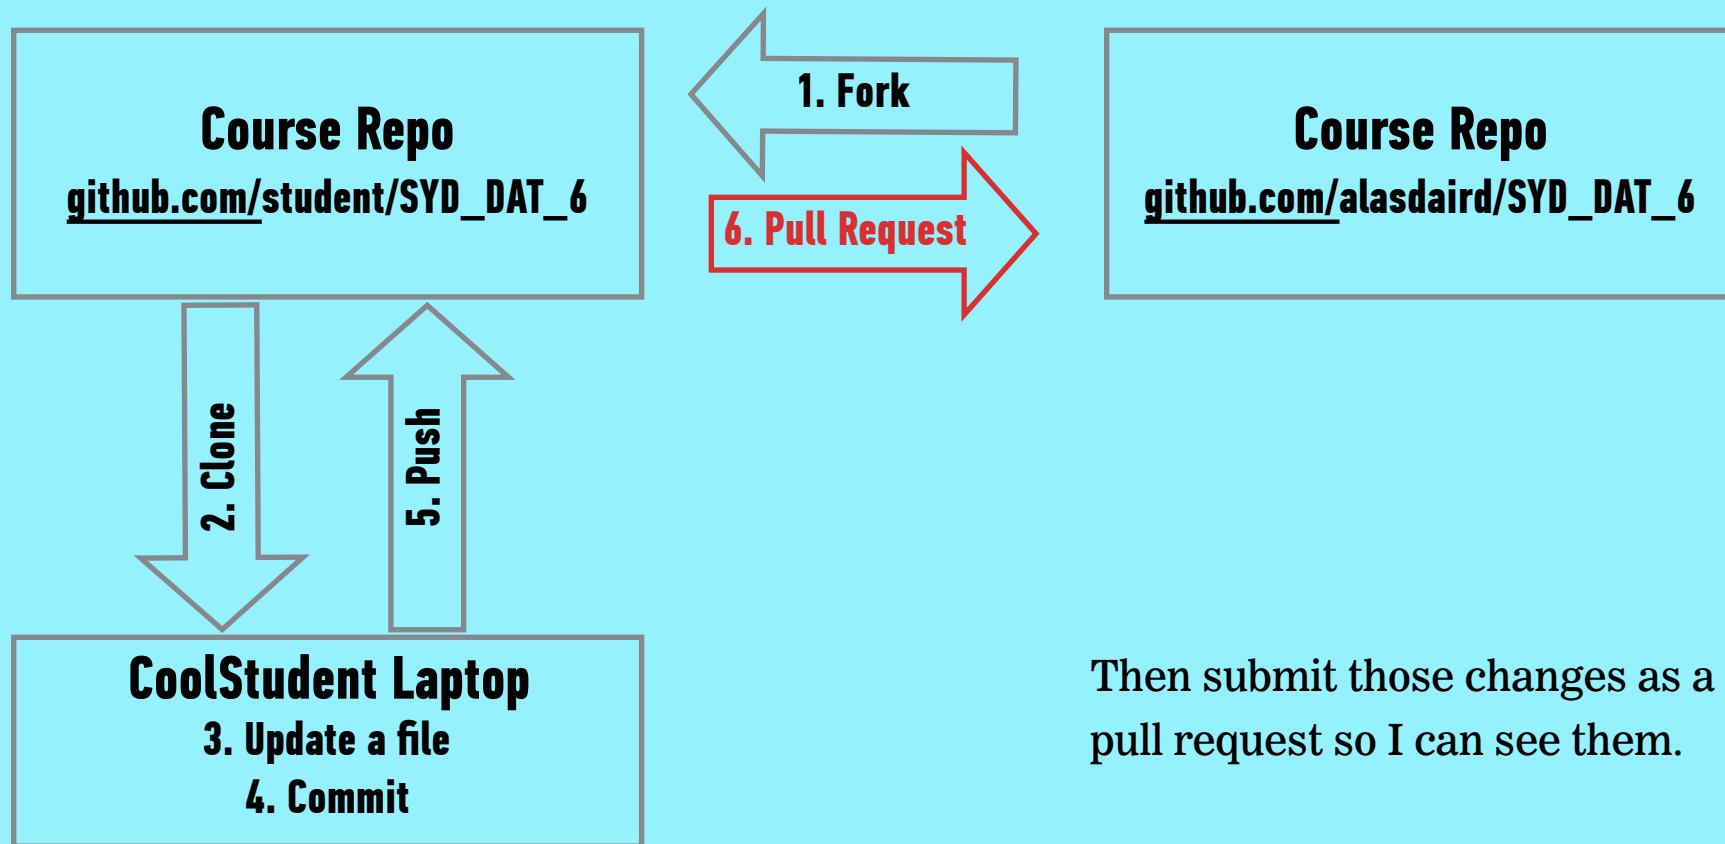 Course Repo
github.com/student/SYD_DAT_6
1. Fork
6. Pull Request
Course Repo
github.com/alasdaird/SYD_DAT_6
2. Clone
5. Push
CoolStudent Laptop
3. Update a file
4. Commit
Then submit those changes as a
pull request so I can see them.